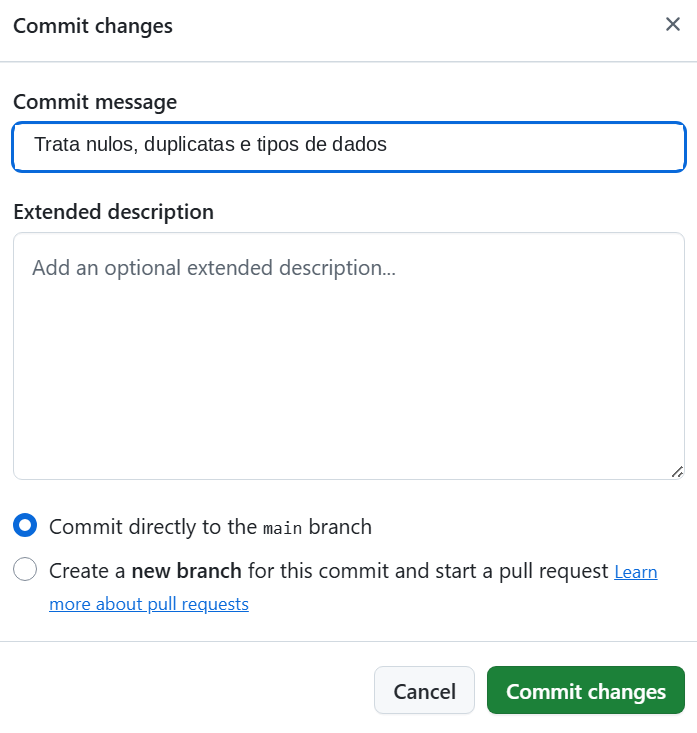 Commit changes
Commit message
Trata nulos, duplicatas e tipos de dados
Extended description
Add an optional extended description...
Commit directly to the main branch
Create a new branch for this commit and start a pull request Learn
more about pull requests
Cancel
Commit changes